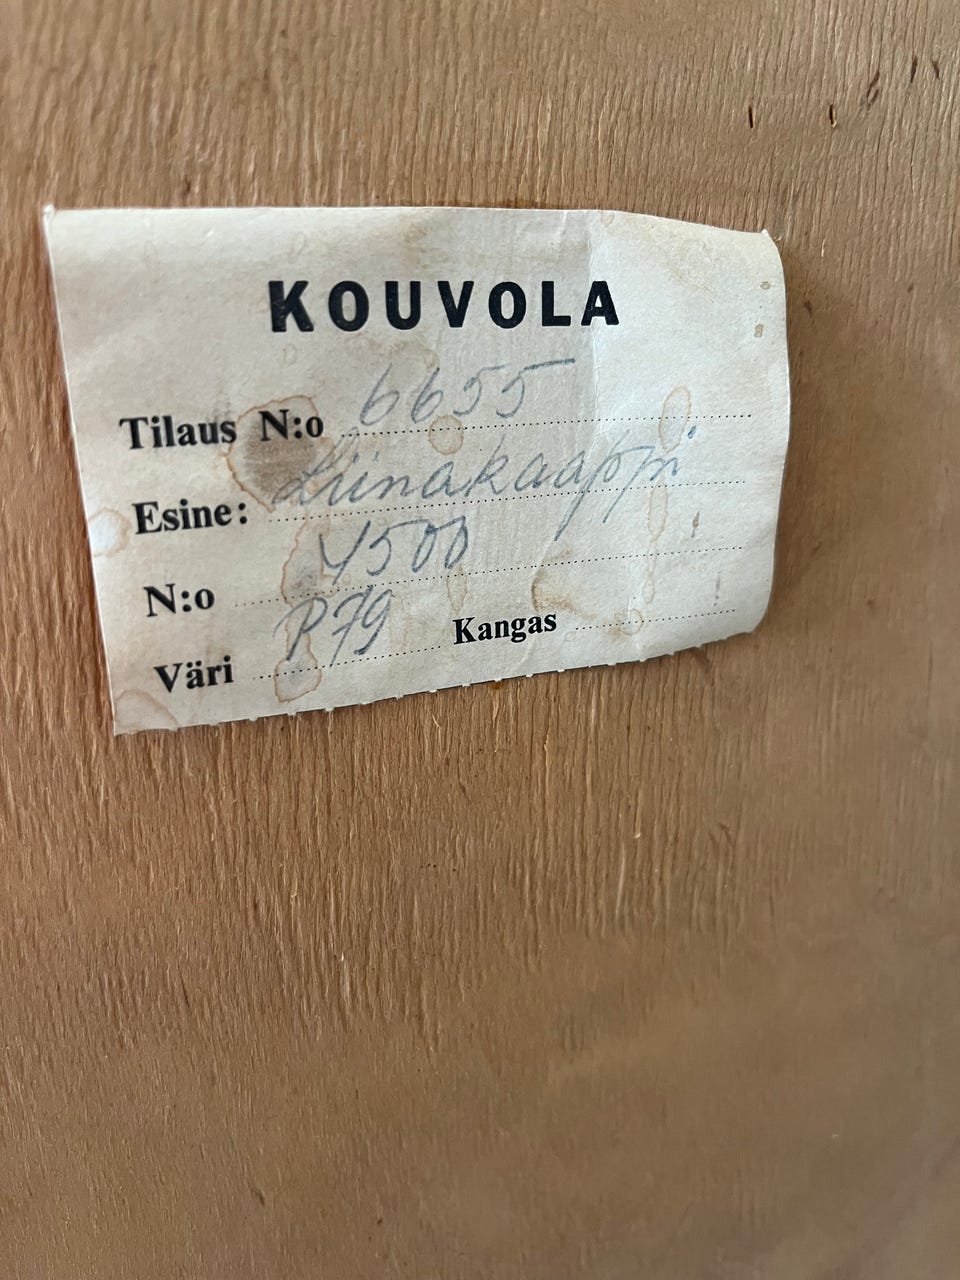 KOUVOLA
Tilaus N:o 6655
Esine: Liinakaappi
N:o 4500
Väri P79 Kangas